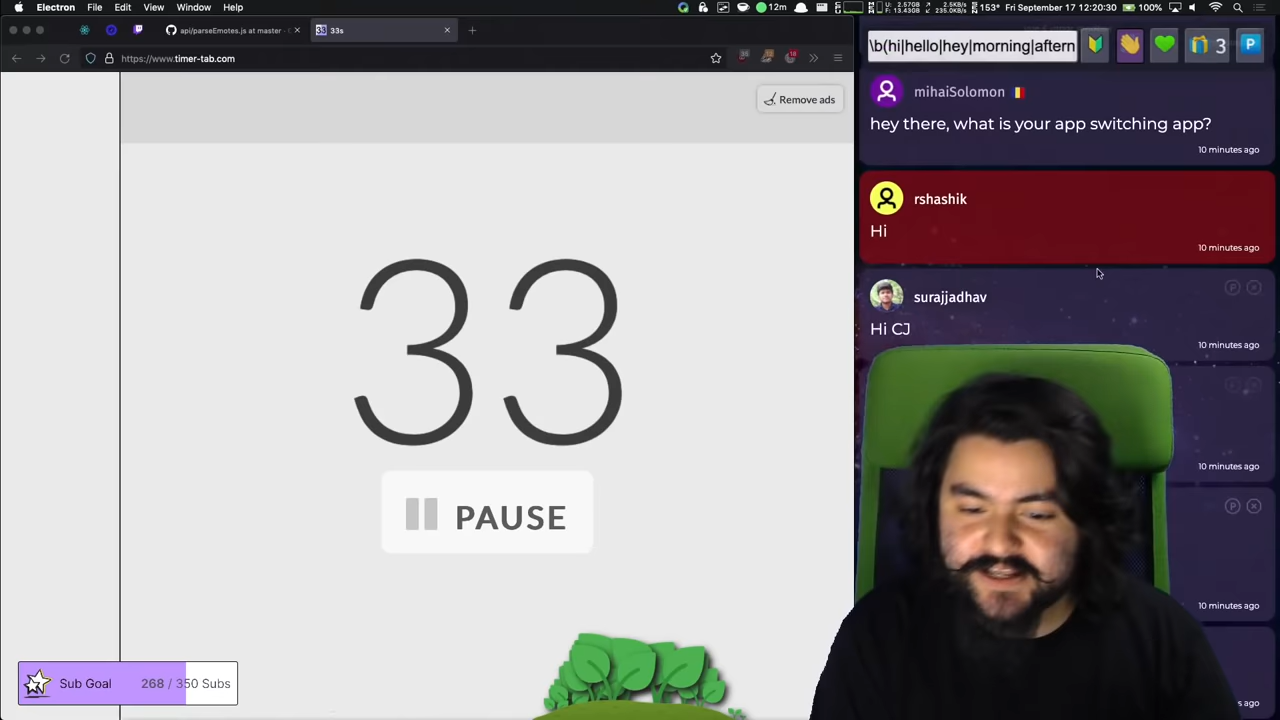 Electron File Edit View Window Help
12m
153° Fri September 17 12:20:30 100%
api/parseEmotes.js at master ·
33s
https://www.timer-tab.com
Remove ads
33
PAUSE
Sub Goal 268 / 350 Subs
\b(hi|hello|hey|morning|aftern
3
mihaiSolomon
hey there, what is your app switching app?
10 minutes ago
rshashik
Hi
10 minutes ago
surajjadhav
Hi CJ
10 minutes ago
10 minutes ago
10 minutes ago